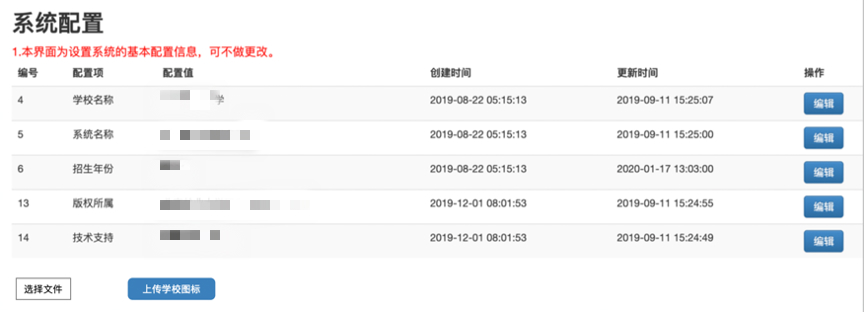 系统配置
1.本界面为设置系统的基本配置信息，可不做更改。
编号 配置项 配置值 创建时间 更新时间 操作
4 学校名称 2019-08-22 05:15:13 2019-09-11 15:25:07 编辑
5 系统名称 2019-08-22 05:15:13 2019-09-11 15:25:00 编辑
6 招生年份 2019-08-22 05:15:13 2020-01-17 13:03:00 编辑
13 版权所属 2019-12-01 08:01:53 2019-09-11 15:24:55 编辑
14 技术支持 2019-12-01 08:01:53 2019-09-11 15:24:49 编辑
选择文件 上传学校图标